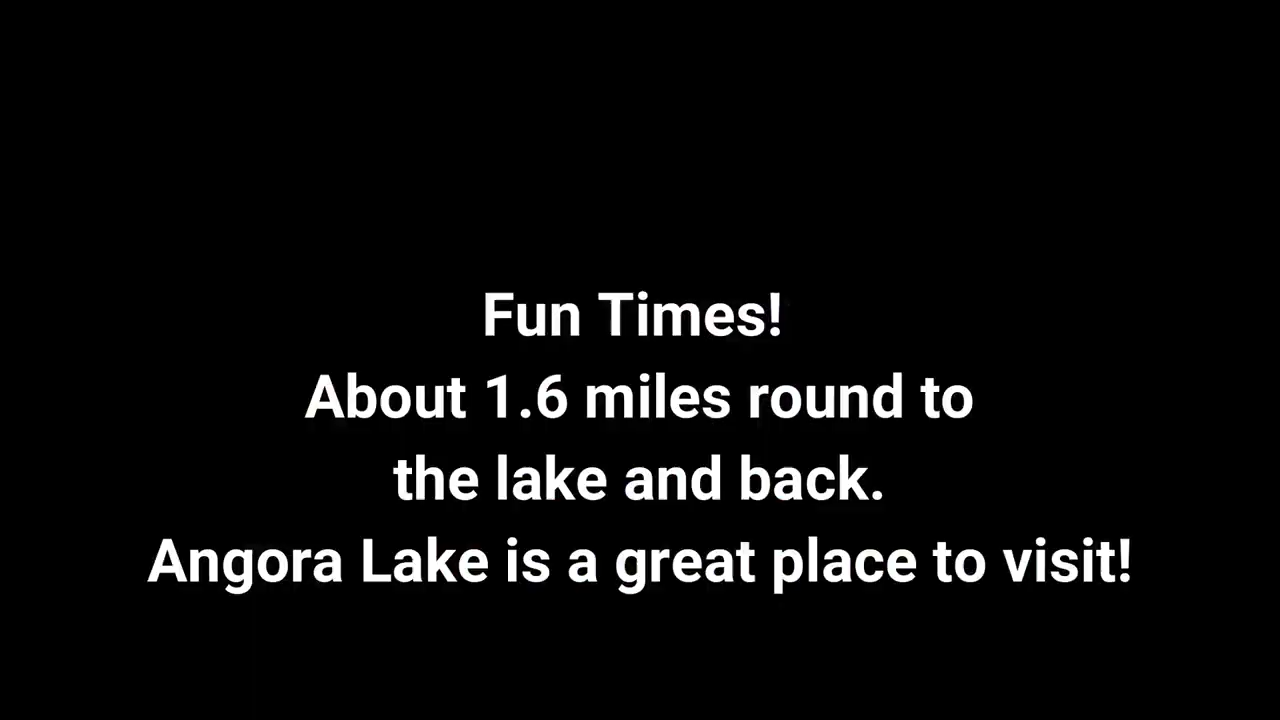 Fun Times!
About 1.6 miles round to
the lake and back.
Angora Lake is a great place to visit!